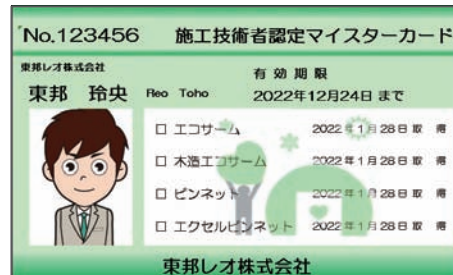 No.123456 施工技術者認定マイスターカード
東邦レオ株式会社
有効期限
東邦 玲央 Reo Toho 2022年12月24日 まで
□ エコサーム 2022年1月28日取 得
□ 木造エコサーム 2022年1月28日取 得
□ ピンネット 2022年1月28日取 得
□ エクセルピンネット 2022年1月28日取 得
東邦レオ株式会社